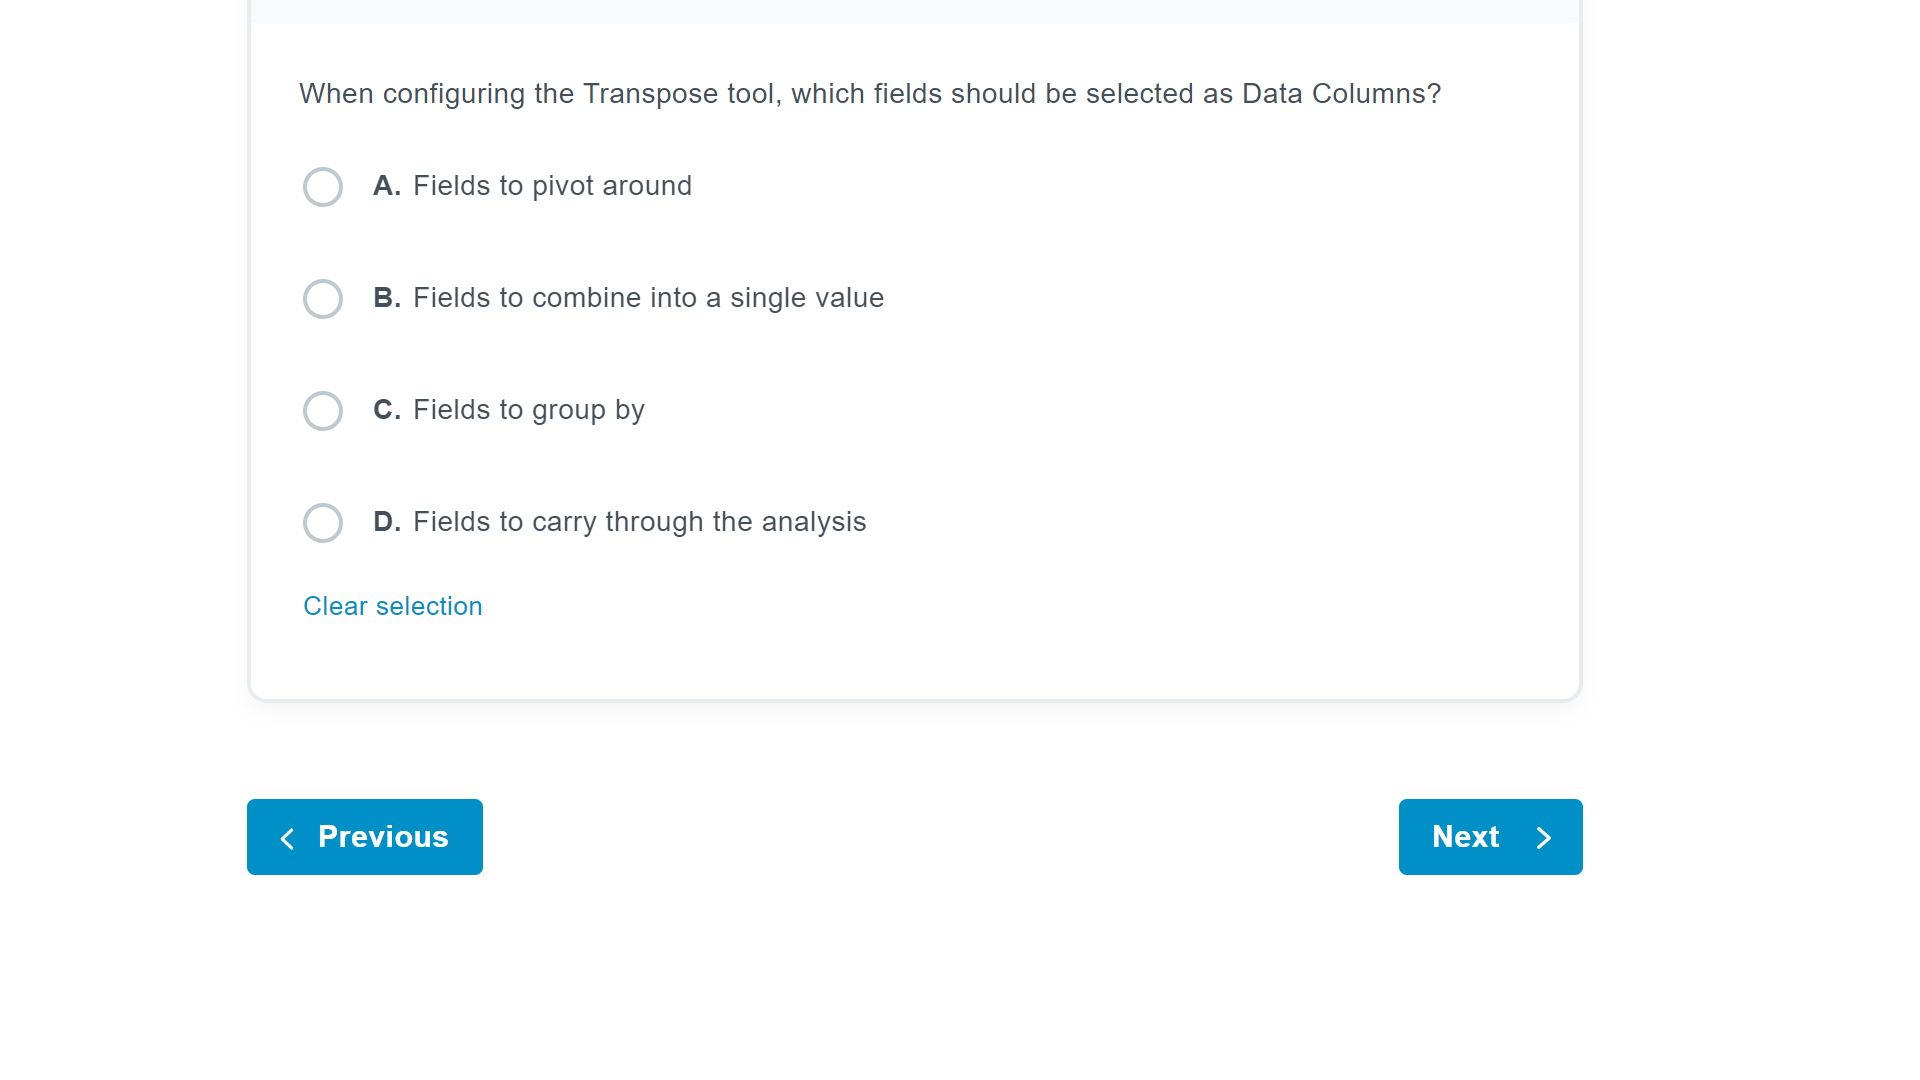 When configuring the Transpose tool, which fields should be selected as Data Columns?
A. Fields to pivot around
B. Fields to combine into a single value
C. Fields to group by
D. Fields to carry through the analysis
Clear selection
Previous
Next